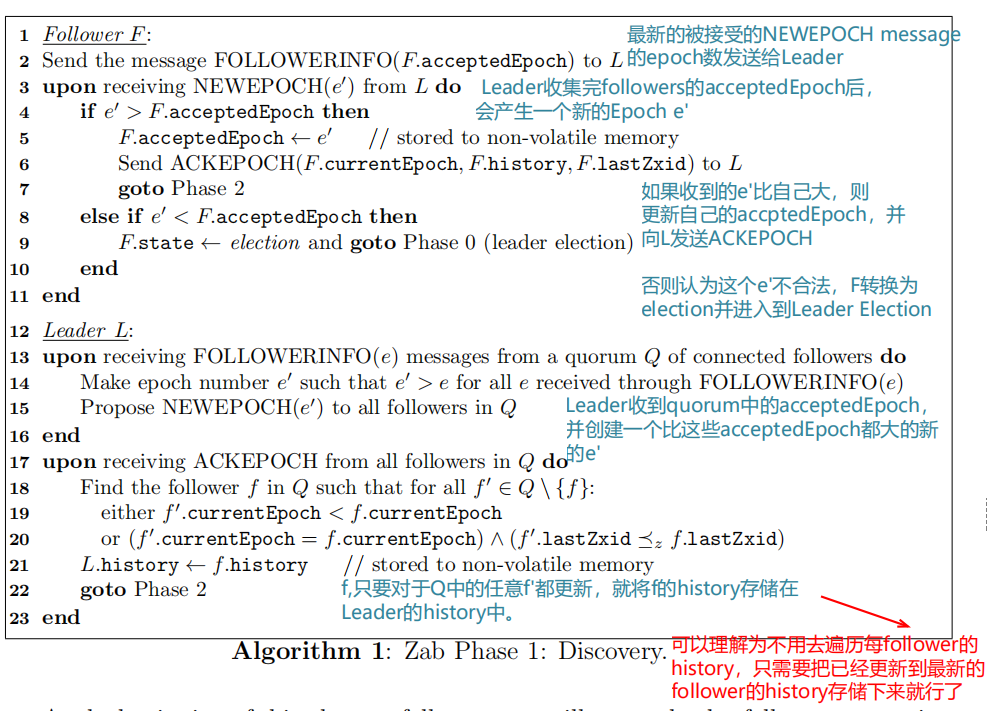 1 Follower F:
最新的被接受的NEWEPOCH message
2 Send the message FOLLOWERINFO(F.acceptedEpoch) to L
的epoch数发送给Leader
3 upon receiving NEWEPOCH(e′) from L do
Leader收集完followers的acceptedEpoch后，
4 if e′ > F.acceptedEpoch then
会产生一个新的Epoch e'
5 F.acceptedEpoch ← e′ // stored to non-volatile memory
6 Send ACKEPOCH(F.currentEpoch, F.history, F.lastZxid) to L
7 goto Phase 2
如果收到的e'比自己大，则
8 else if e′ < F.acceptedEpoch then
更新自己的accptedEpoch，并
9 F.state ← election and goto Phase 0 (leader election)
向L发送ACKEPOCH
10 end
否则认为这个e'不合法，F转换为
11 end
election并进入到Leader Election
12 Leader L:
13 upon receiving FOLLOWERINFO(e) messages from a quorum Q of connected followers do
14 Make epoch number e′ such that e′ > e for all e received through FOLLOWERINFO(e)
15 Propose NEWEPOCH(e′) to all followers in Q
Leader收到quorum中的acceptedEpoch，
16 end
并创建一个比这些acceptedEpoch都大的新
的e'
17 upon receiving ACKEPOCH from all followers in Q do
18 Find the follower f in Q such that for all f′ ∈ Q \ {f}:
19 either f′.currentEpoch < f.currentEpoch
20 or (f′.currentEpoch = f.currentEpoch) ∧ (f′.lastZxid ⪯z f.lastZxid)
21 L.history ← f.history // stored to non-volatile memory
22 goto Phase 2
f,只要对于Q中的任意f'都更新，就将f的history存储在
Leader的history中。
23 end
Algorithm 1: Zab Phase 1: Discovery.
可以理解为不用去遍历每follower的
history，只需要把已经更新到最新的
follower的history存储下来就行了